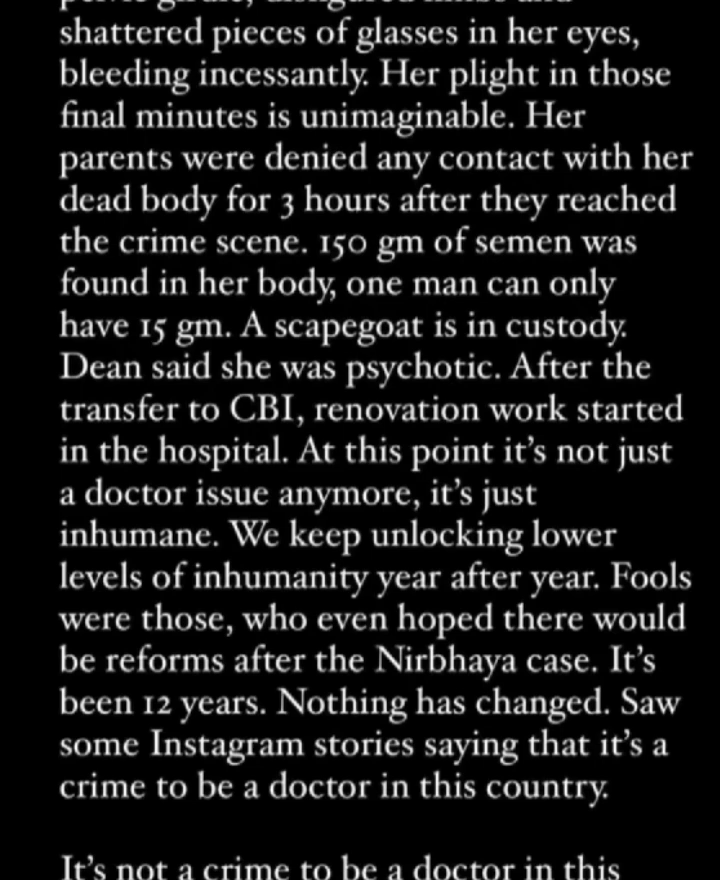 shattered pieces of glasses in her eyes,
bleeding incessantly. Her plight in those
final minutes is unimaginable. Her
parents were denied any contact with her
dead body for 3 hours after they reached
the crime scene. 150 gm of semen was
found in her body, one man can only
have 15 gm. A scapegoat is in custody.
Dean said she was psychotic. After the
transfer to CBI, renovation work started
in the hospital. At this point it’s not just
a doctor issue anymore, it’s just
inhumane. We keep unlocking lower
levels of inhumanity year after year. Fools
were those, who even hoped there would
be reforms after the Nirbhaya case. It’s
been 12 years. Nothing has changed. Saw
some Instagram stories saying that it’s a
crime to be a doctor in this country.
It’s not a crime to be a doctor in this